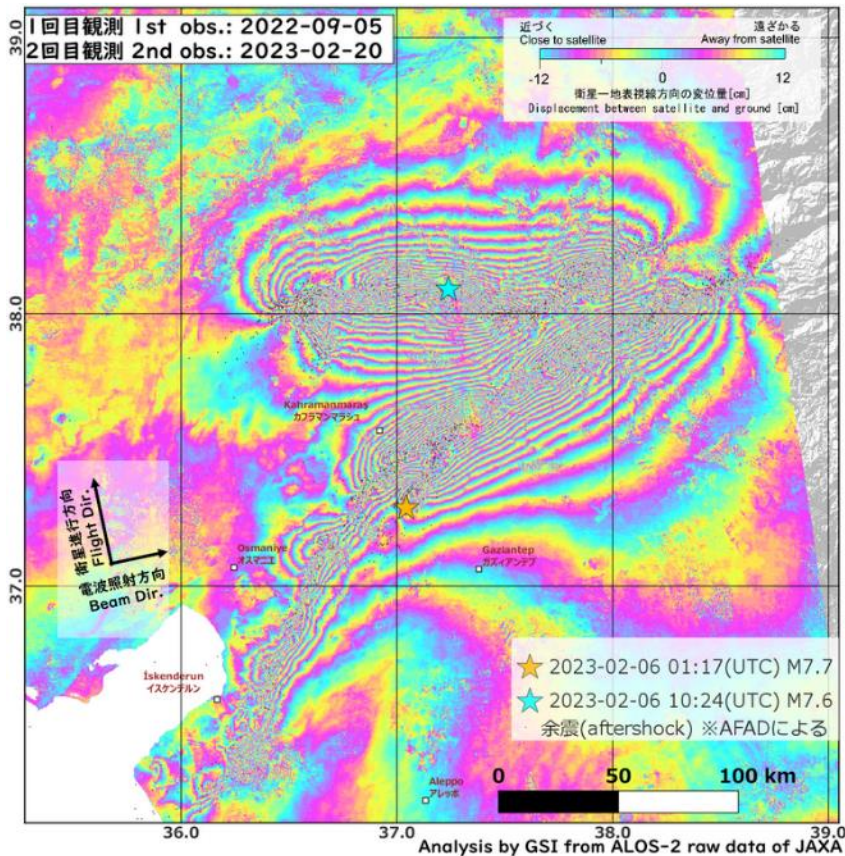 1回目観測 1st obs.: 2022-09-05
2回目観測 2nd obs.: 2023-02-20
近づく 遠ざかる
Close to satellite Away from satellite
-12 0 12
衛星－地表視線方向の変位量[cm]
Displacement between satellite and ground [cm]
39.0
38.0
37.0
Kahramanmaraş
カフラマンマラシュ
衛星進行方向
Flight Dir.
電波照射方向
Beam Dir.
Osmaniye
オスマニエ
Gaziantep
ガズィアンテプ
İskenderun
イスケンデルン
Aleppo
アレッポ
2023-02-06 01:17(UTC) M7.7
2023-02-06 10:24(UTC) M7.6
余震(aftershock) ※AFADによる
0 50 100 km
36.0 37.0 38.0 39.0
Analysis by GSI from ALOS-2 raw data of JAXA